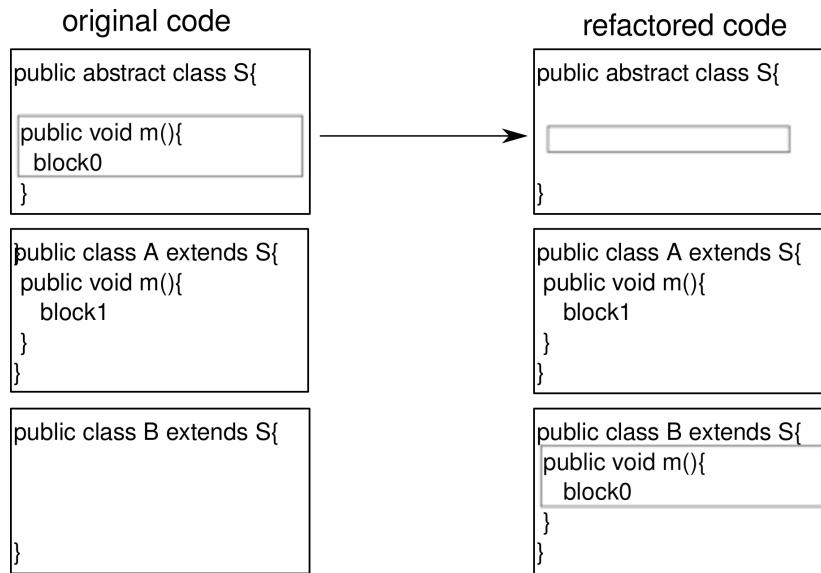 original code
public abstract class S{
public void m(){
block0
}
public class A extends S{
public void m(){
block1
}
}
public class B extends S{
}
refactored code
public abstract class S{
}
public class A extends S{
public void m(){
block1
}
}
public class B extends S{
public void m(){
block0
}
}